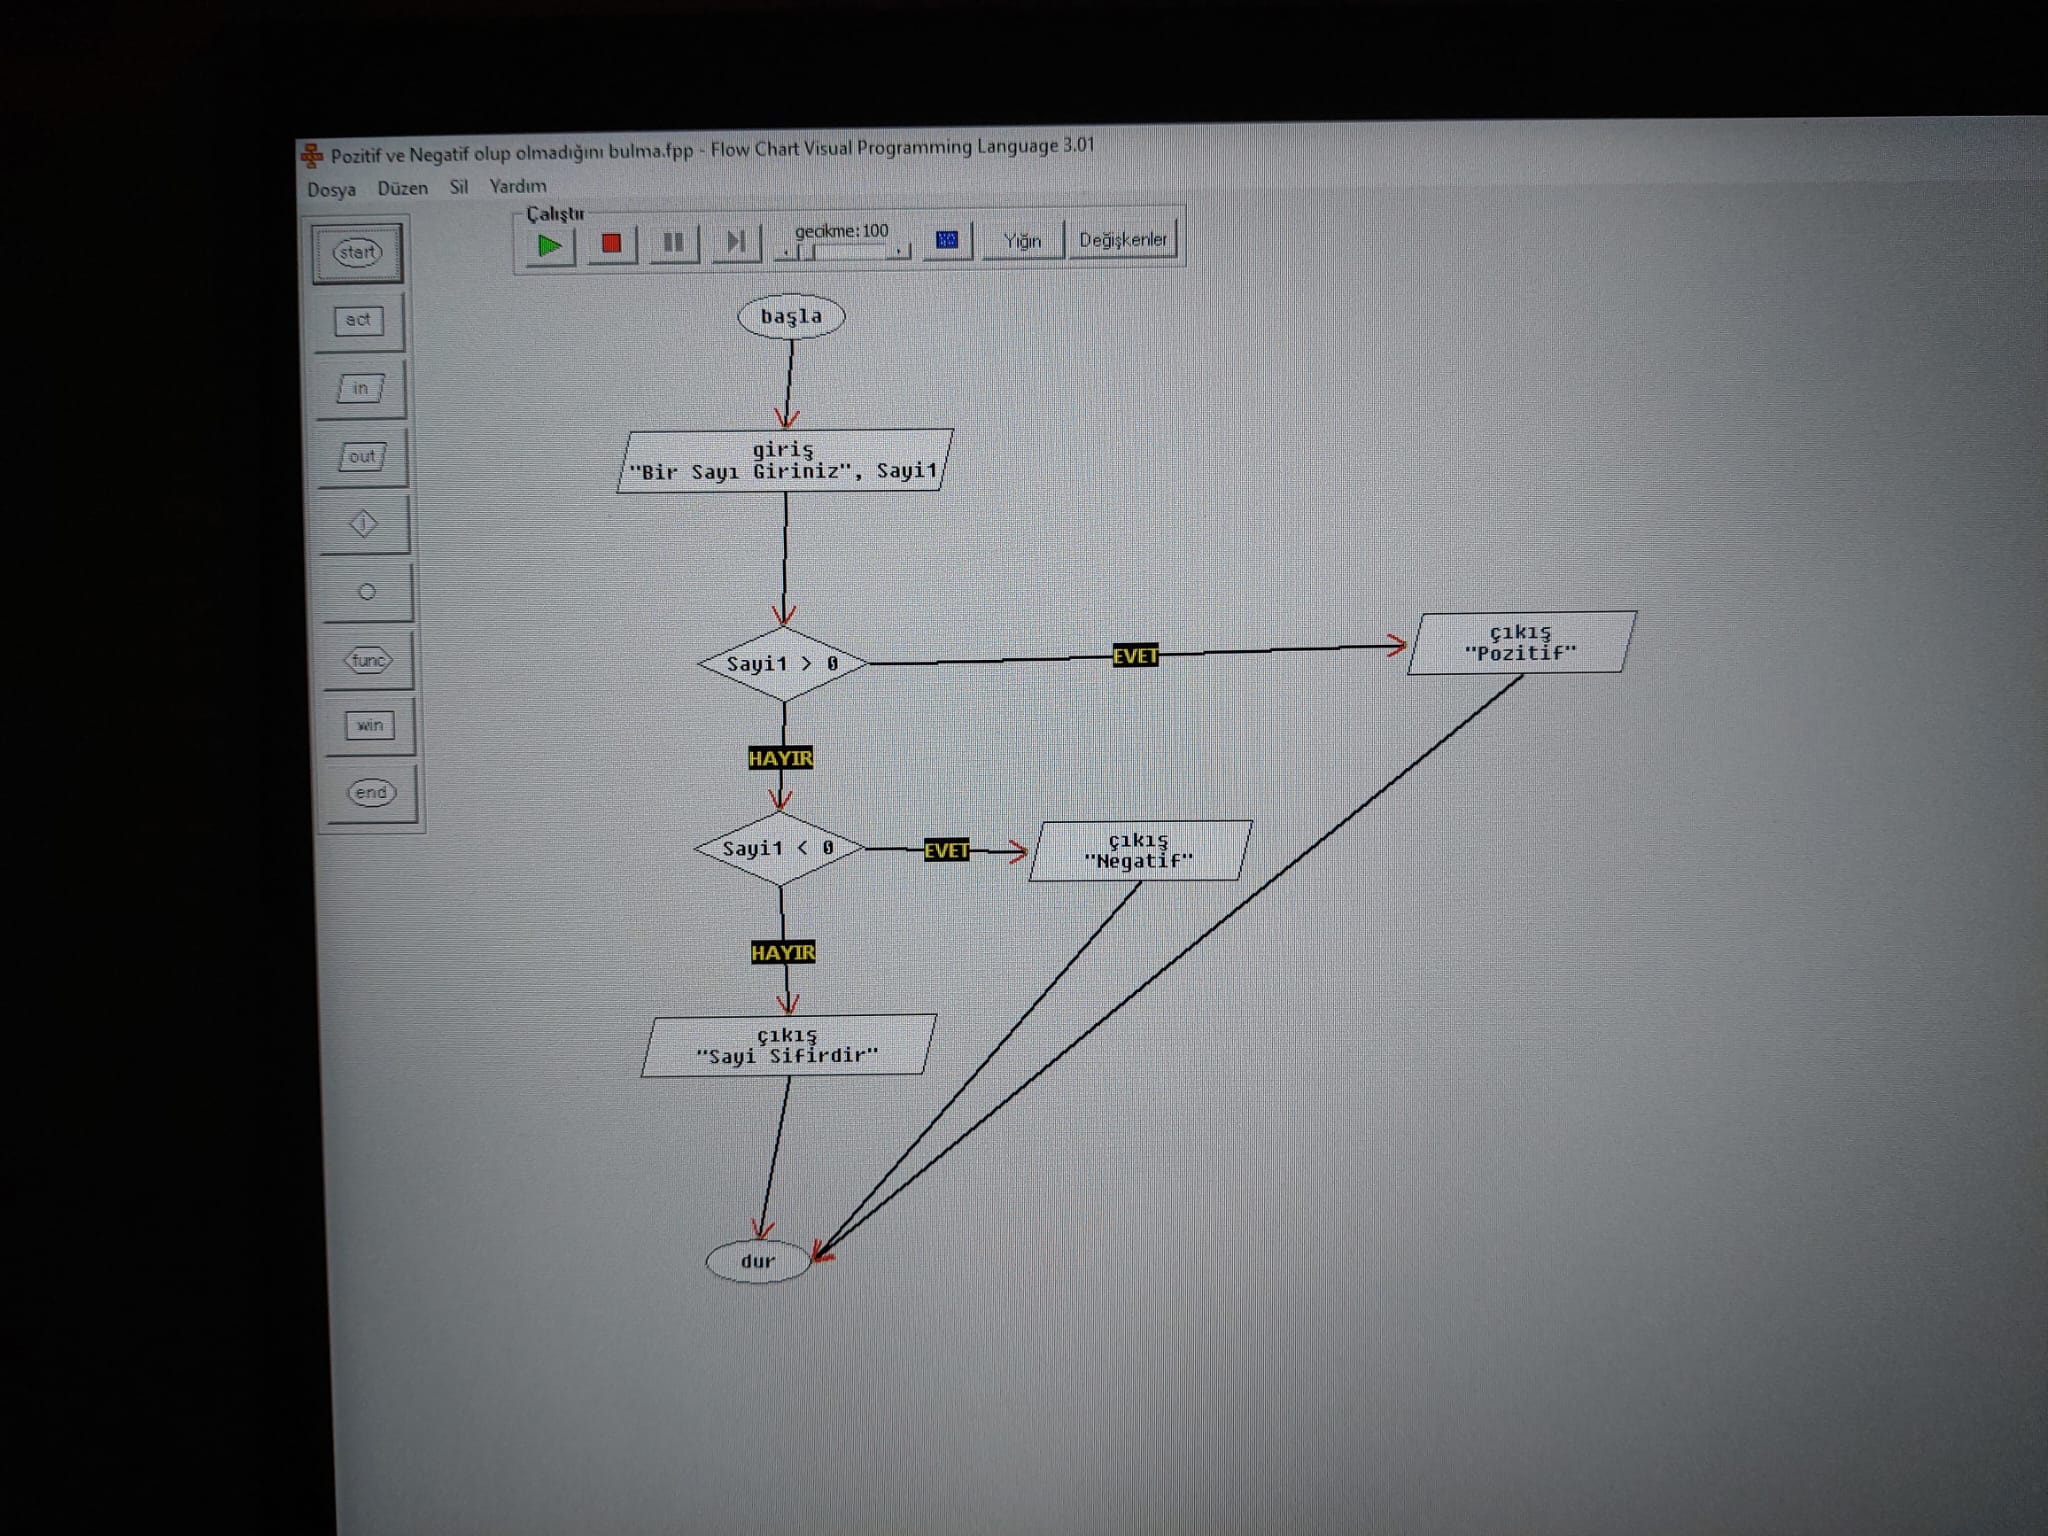 Pozitif ve Negatif olup olmadığını bulma.fpp - Flow Chart Visual Programming Language 3.01
Dosya Düzen Sil Yardım
Çalıştır
gecikme:100
Yığın
Değişkenler
start
act
in
out
i
func
win
end
başla
giriş
"Bir Sayı Giriniz", Sayi1
Sayi1 > 0
EVET
çıkış
"Pozitif"
HAYIR
Sayi1 < 0
EVET
çıkış
"Negatif"
HAYIR
çıkış
"Sayi Sifirdir"
dur